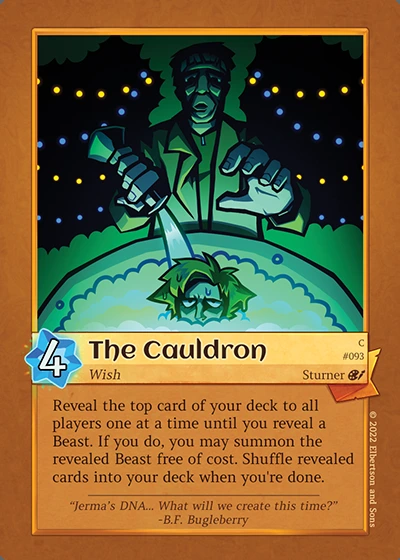 4
The Cauldron
C
#093
Wish
Sturner
Reveal the top card of your deck to all
players one at a time until you reveal a
Beast. If you do, you may summon the
revealed Beast free of cost. Shuffle revealed
cards into your deck when you're done.
"Jerma's DNA... What will we create this time?"
-B.F. Bugleberry
© 2022 Elbertson and Sons